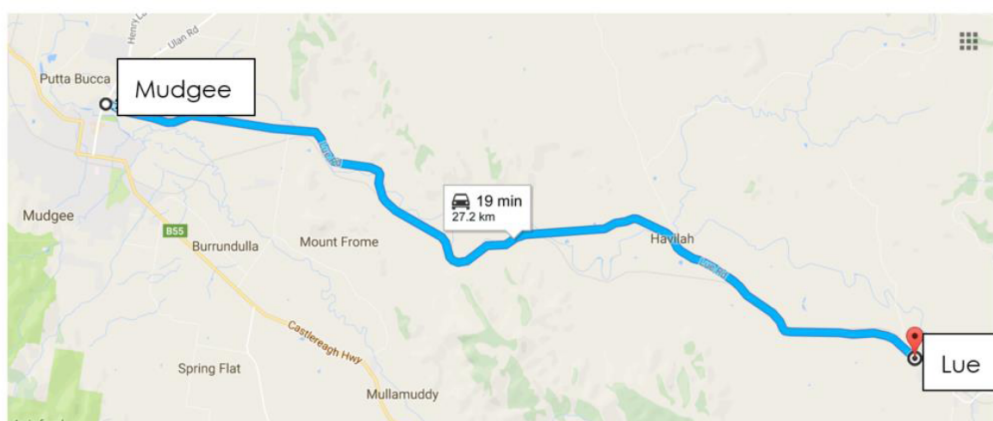 Henry L
Ulan Rd
Putta Bucca
Mudgee
19 min
27.2 km
Mudgee
B55
Burrundulla
Mount Frome
Havilah
Castlereagh Hwy
Lue
Spring Flat
Mullamuddy